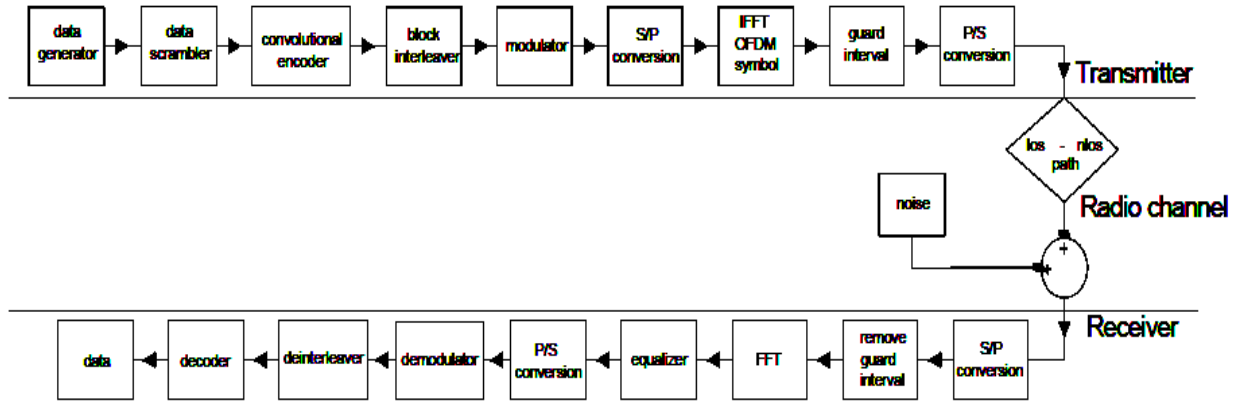 data
generator
data
scrambler
convolutional
encoder
block
interleaver
modulator
S/P
conversion
IFFT
OFDM
symbol
guard
interval
P/S
conversion
Transmitter
los - nlos
path
noise
Radio channel
+
+
Receiver
data
decoder
deinterleaver
demodulator
P/S
conversion
equalizer
FFT
remove
guard
interval
S/P
conversion